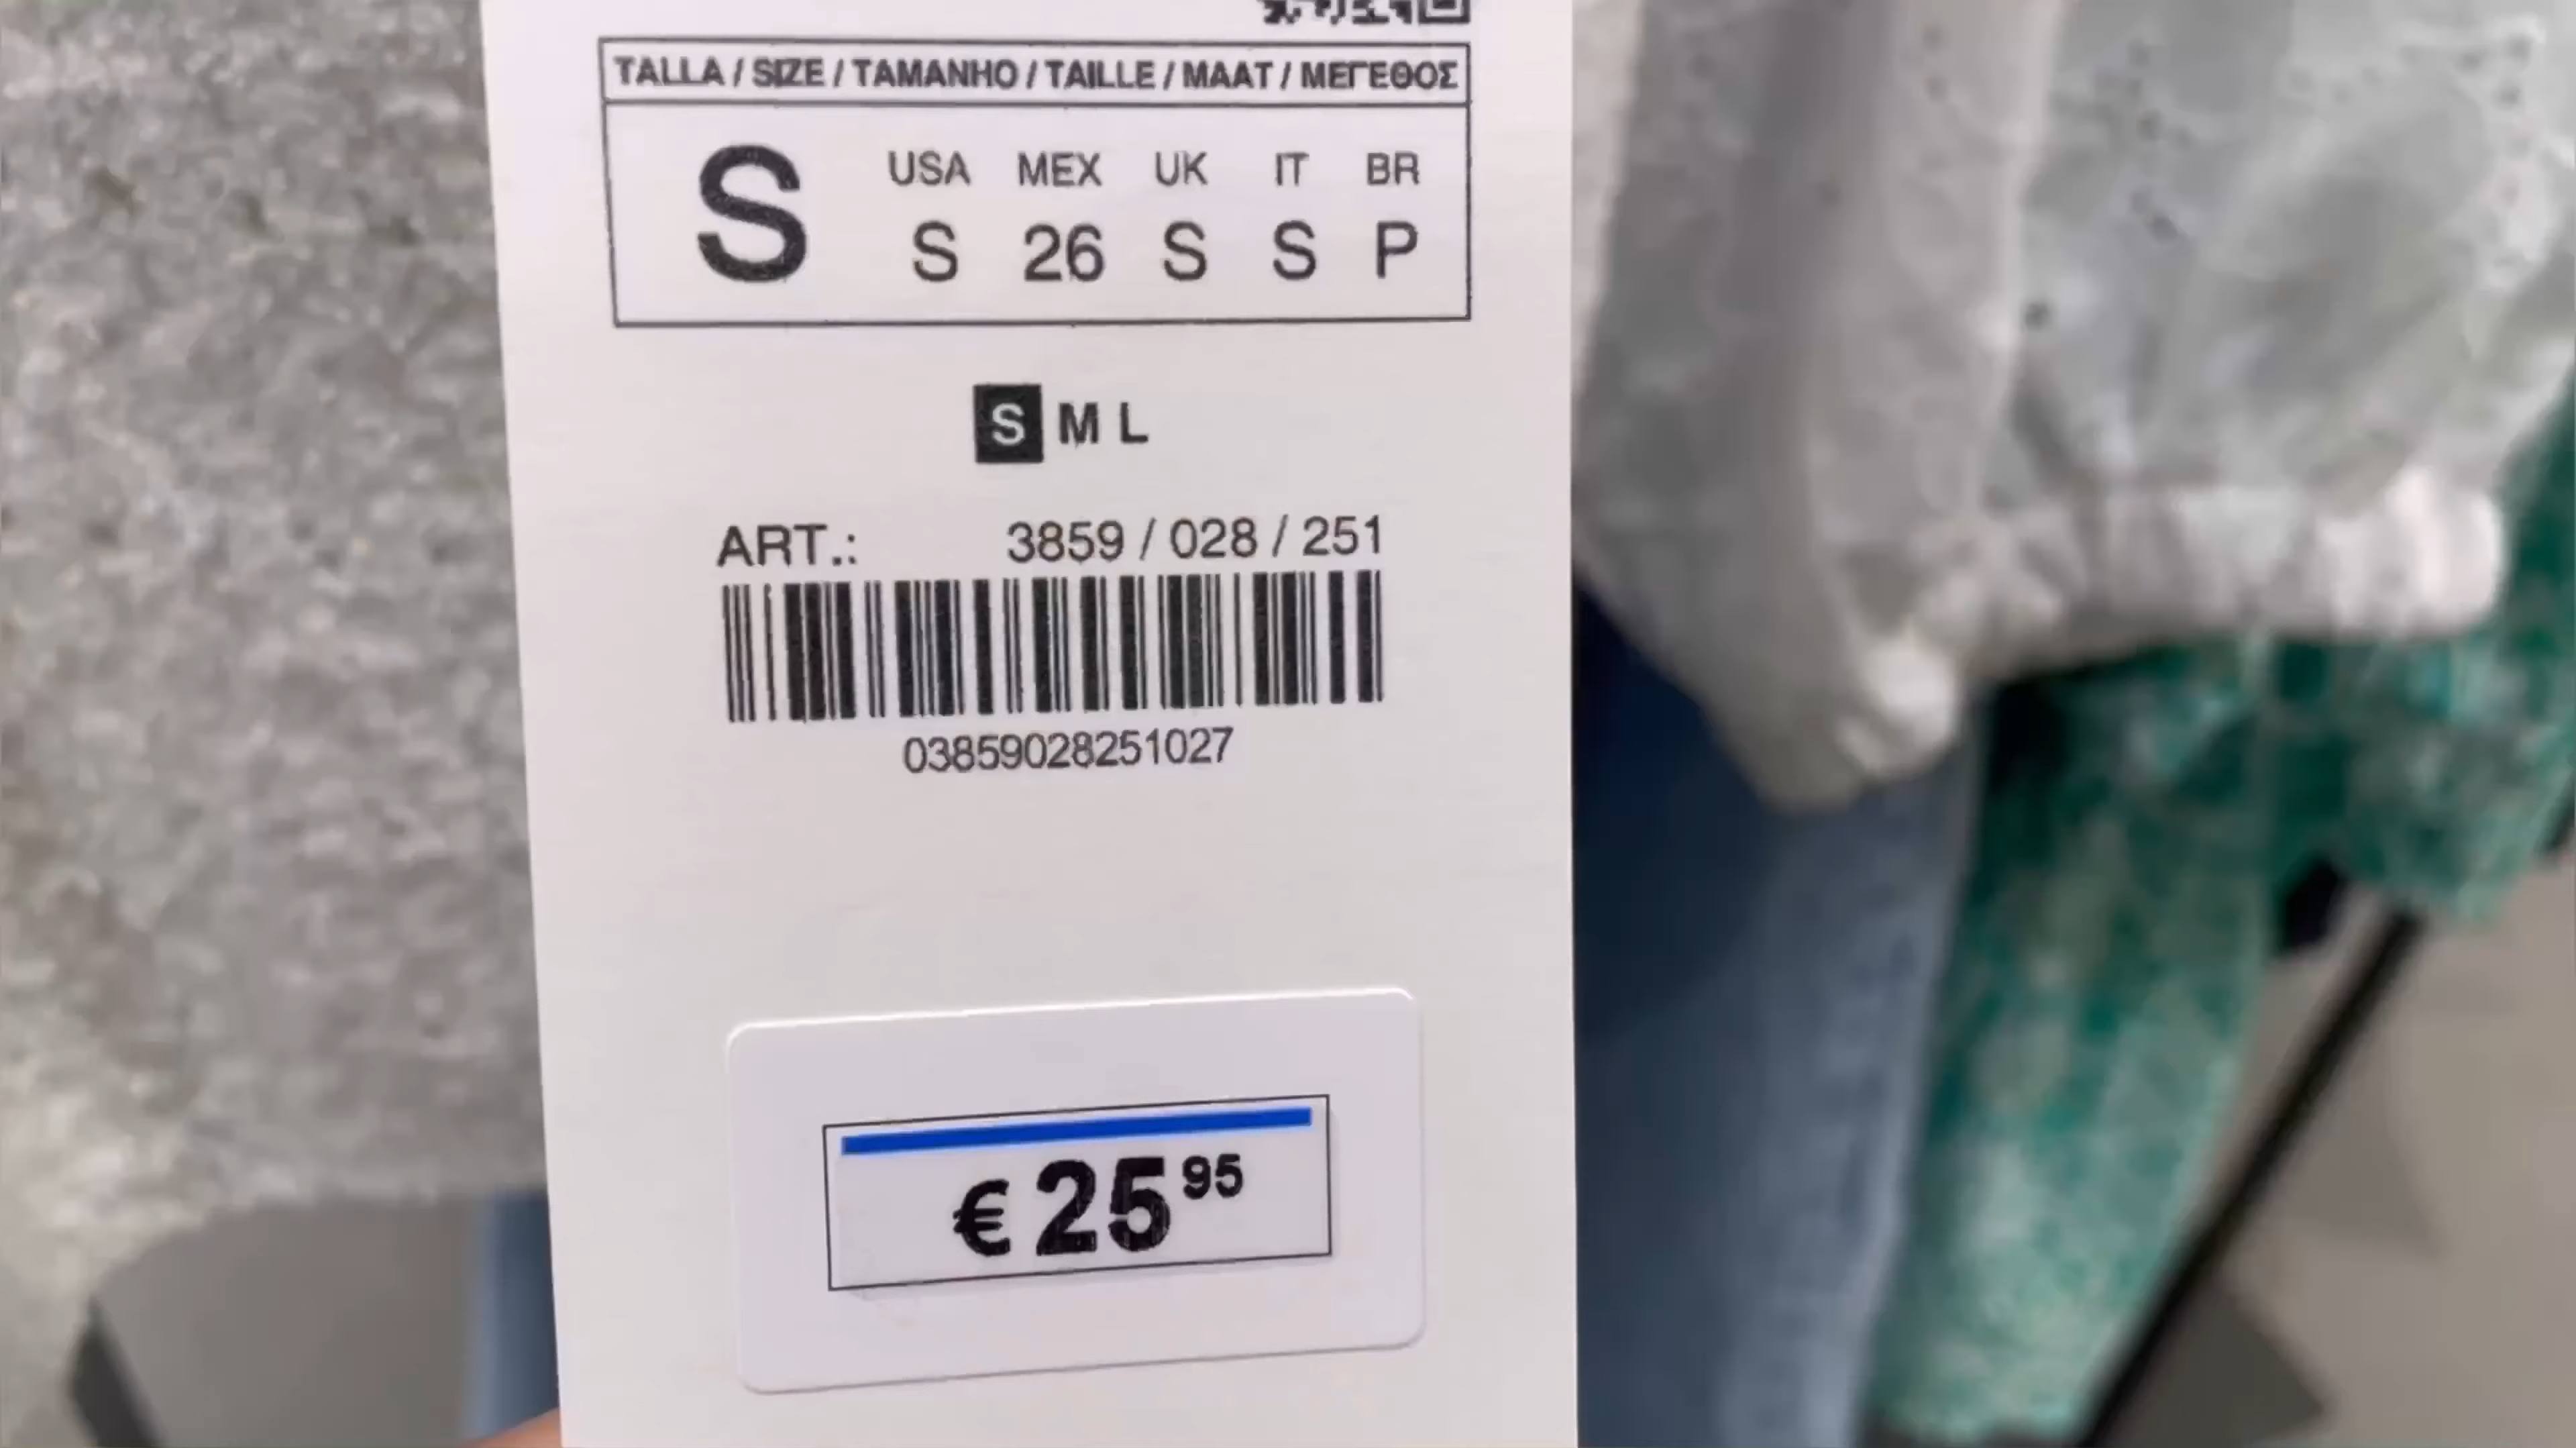 TALLA / SIZE / TAMANHO / TAILLE / MAAT / ΜΕΓΕΘΟΣ
S USA MEX UK IT BR
S 26 S S P
S M L
ART.: 3859 / 028 / 251
03859028251027
€ 25 95